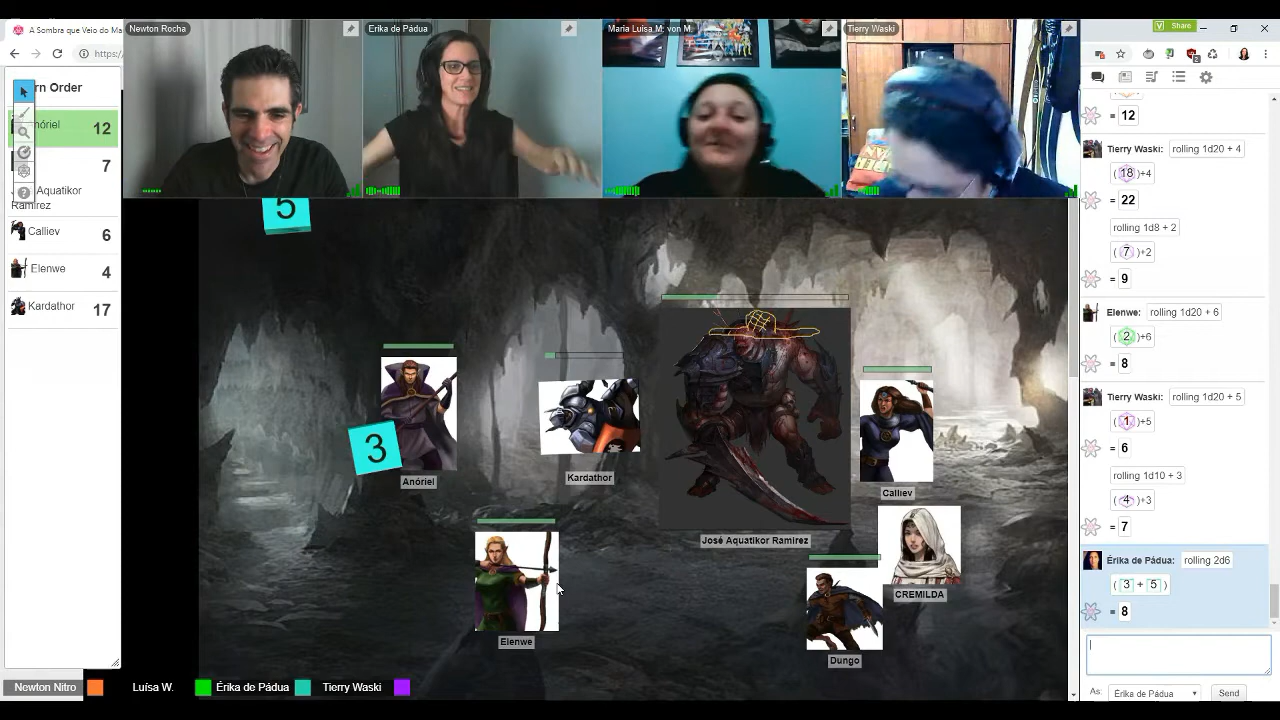 A Sombra que Veio do Ma
https:/
rn Order
nóriel 12
7
Aquatikor
Ramirez
Calliev 6
Elenwe 4
Kardathor 17
Newton Rocha
Erika de Pádua
Maria Luísa M: von M.
Tierry Waski
Share
5
3
Anóriel
Kardathor
José Aquatikor Ramirez
Calliev
CREMILDA
Elenwe
Dungo
Newton Nitro
Luísa W.
Érika de Pádua
Tierry Waski
= 12
Tierry Waski: rolling 1d20 + 4
(18)+4
= 22
rolling 1d8 + 2
(7)+2
= 9
Elenwe: rolling 1d20 + 6
(2)+6
= 8
Tierry Waski: rolling 1d20 + 5
(1)+5
= 6
rolling 1d10 + 3
(4)+3
= 7
Érika de Pádua: rolling 2d6
(3 + 5)
= 8
As: Érika de Pádua Send